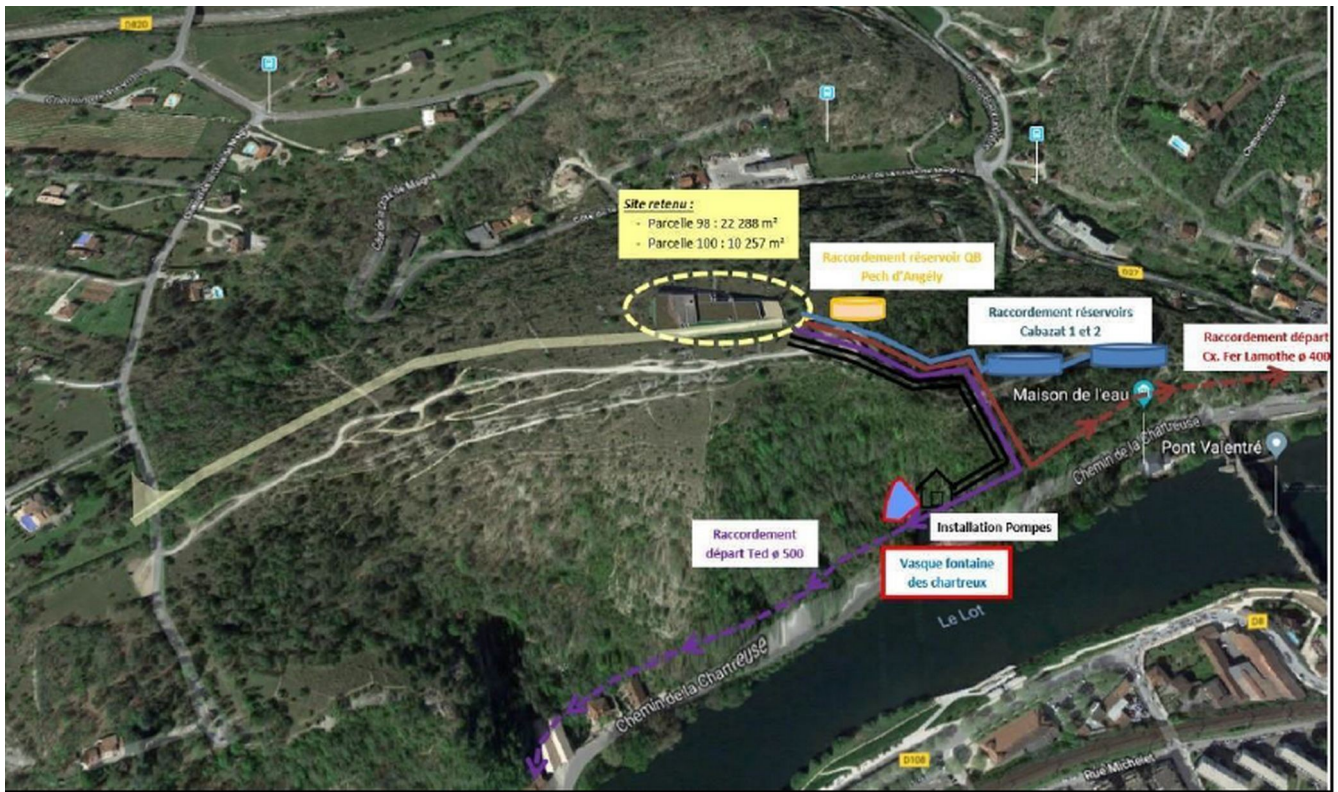 D820
Site retenu :
- Parcelle 98 : 22 288 m²
- Parcelle 100 : 10 257 m²
Raccordement réservoir QB
Pech d'Angély
D27
Raccordement réservoirs
Cabazat 1 et 2
Raccordement départ
Cx. Fer Lamothe ø 400
Maison de l'eau
Chemin de la Chartreuse
Pont Valentré
Installation Pompes
Raccordement
départ Ted ø 500
Vasque fontaine
des chartreux
Le Lot
D8
Chemin de la Chartreuse
D108
Rue Michelet